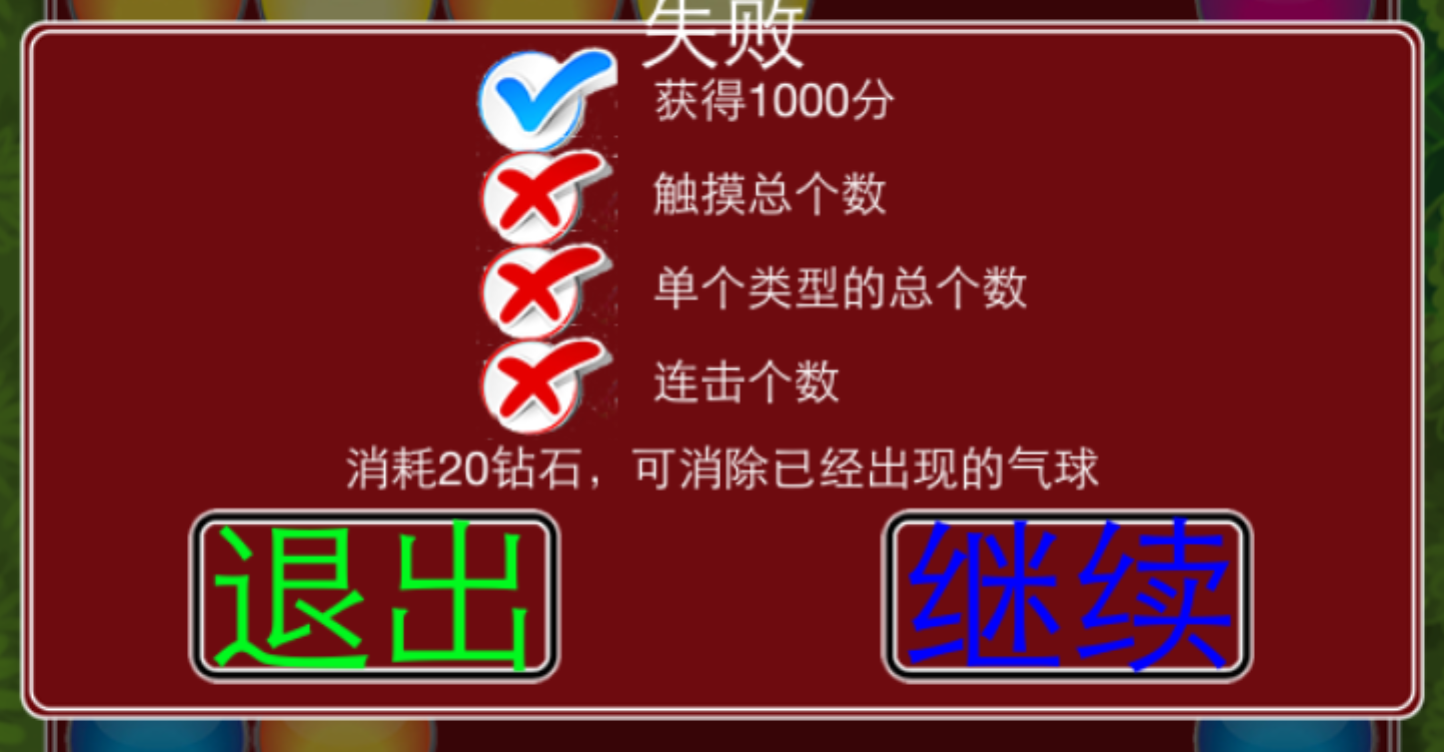 失败
获得1000分
触摸总个数
单个类型的总个数
连击个数
消耗20钻石，可消除已经出现的气球
退出
继续